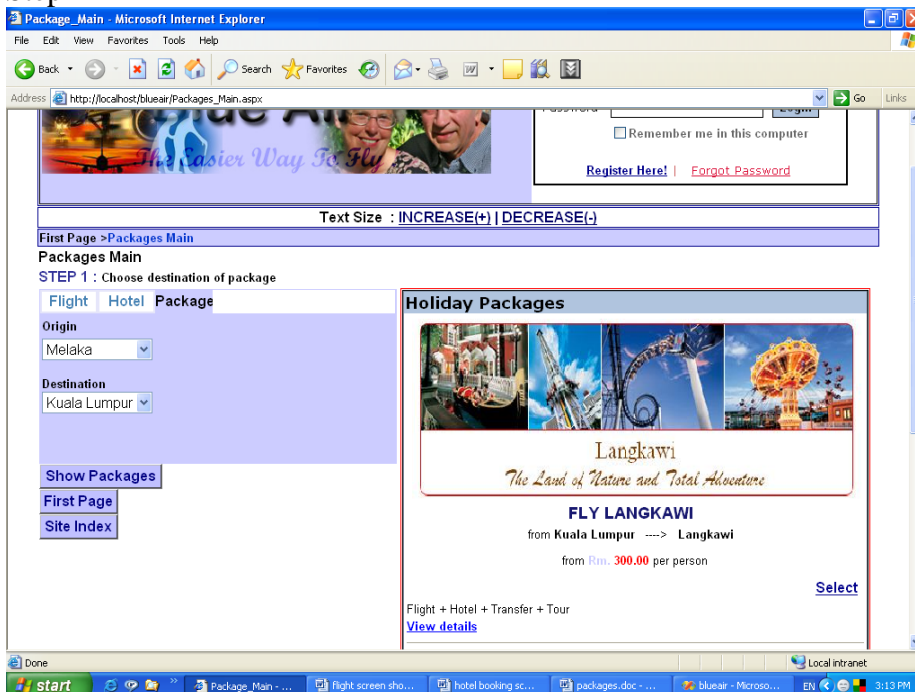 Package_Main - Microsoft Internet Explorer
File Edit View Favorites Tools Help
Back Search Favorites
Address http://localhost/blueair/Packages_Main.aspx Go Links
Blue Air
The Easier Way To Fly
Remember me in this computer
Register Here! | Forgot Password
Text Size : INCREASE(+) | DECREASE(-)
First Page >Packages Main
Packages Main
STEP 1 : Choose destination of package
Flight Hotel Package
Origin
Melaka
Destination
Kuala Lumpur
Show Packages
First Page
Site Index
Holiday Packages
Langkawi
The Land of Nature and Total Adventure
FLY LANGKAWI
from Kuala Lumpur ----> Langkawi
from Rm. 300.00 per person
Select
Flight + Hotel + Transfer + Tour
View details
Done Local intranet
start Package_Main - ... flight screen sho... hotel booking sc... packages.doc - ... blueair - Microso... EN 3:13 PM